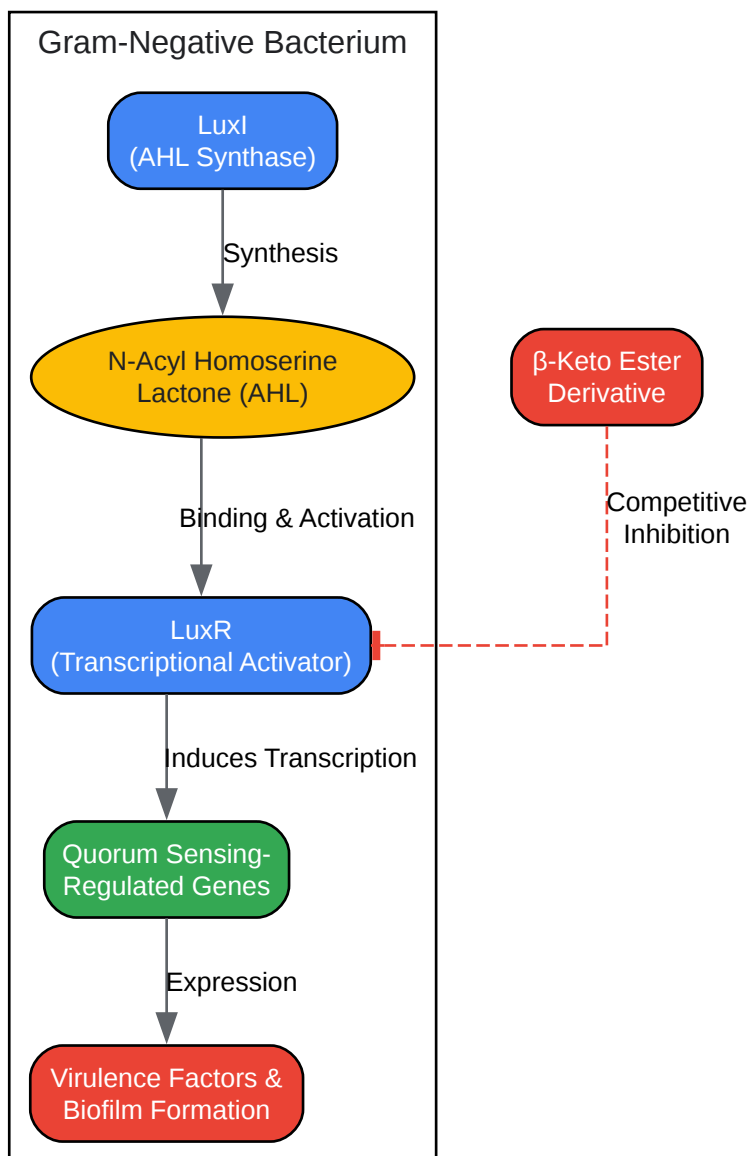 Gram-Negative Bacterium
LuxI
(AHL Synthase)
Synthesis
N-Acyl Homoserine
Lactone (AHL)
β-Keto Ester
Derivative
Binding & Activation
Competitive
Inhibition
LuxR
(Transcriptional Activator)
Induces Transcription
Quorum Sensing-
Regulated Genes
Expression
Virulence Factors &
Biofilm Formation